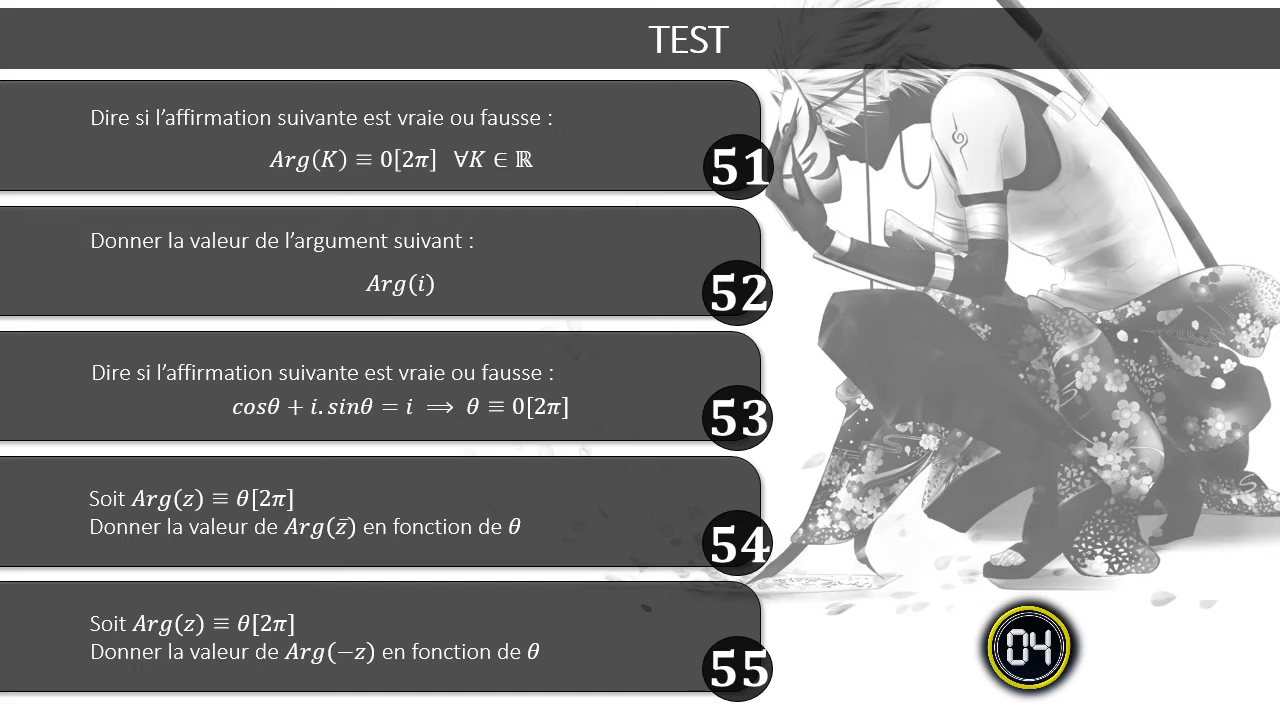 TEST
Dire si l'affirmation suivante est vraie ou fausse :
Arg(K) ≡ 0[2π] ∀K ∈ ℝ
51
Donner la valeur de l'argument suivant :
Arg(i)
52
Dire si l'affirmation suivante est vraie ou fausse :
cosθ + i.sinθ = i ⟹ θ ≡ 0[2π]
53
Soit Arg(z) ≡ θ[2π]
Donner la valeur de Arg(z̄) en fonction de θ
54
Soit Arg(z) ≡ θ[2π]
Donner la valeur de Arg(−z) en fonction de θ
55
04